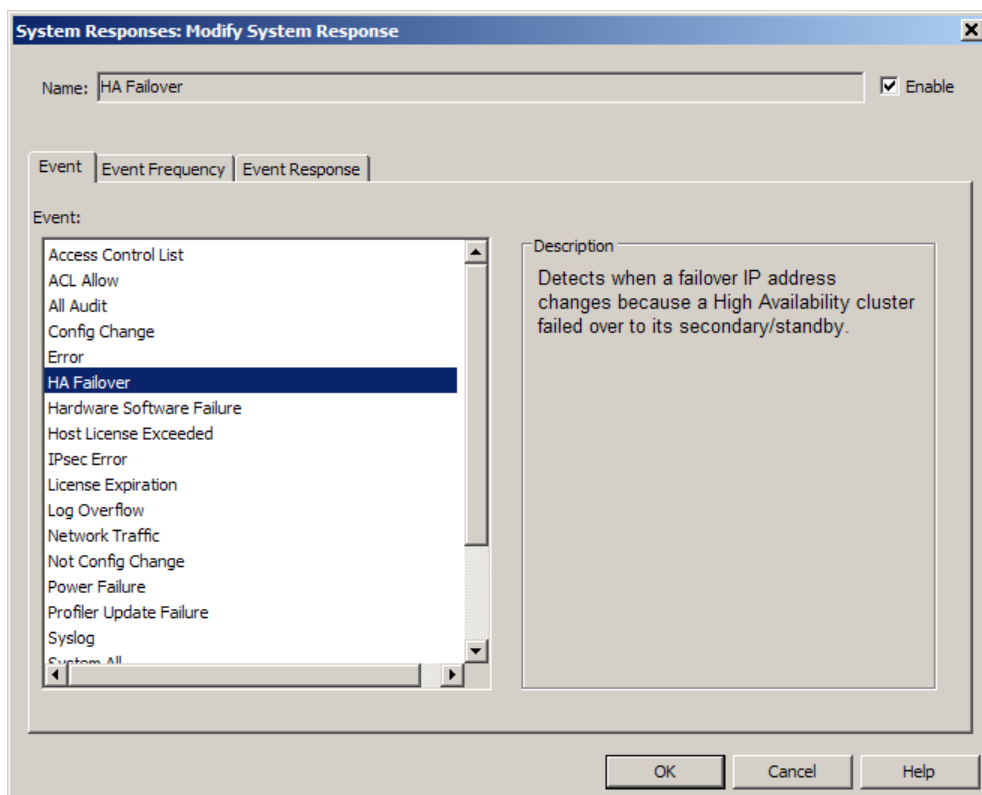 System Responses: Modify System Response
Name: HA Failover Enable
Event Event Frequency Event Response
Event:
Access Control List
ACL Allow
All Audit
Config Change
Error
HA Failover
Hardware Software Failure
Host License Exceeded
IPsec Error
License Expiration
Log Overflow
Network Traffic
Not Config Change
Power Failure
Profiler Update Failure
Syslog
System All
Description
Detects when a failover IP address
changes because a High Availability cluster
failed over to its secondary/standby.
OK Cancel Help